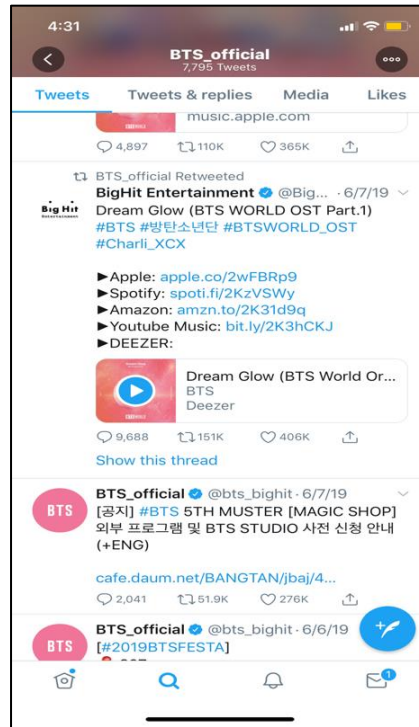 4:31
BTS_official
7,795 Tweets
Tweets Tweets & replies Media Likes
music.apple.com
4,897 110K 365K
BTS_official Retweeted
BigHit Entertainment @Big... · 6/7/19
Big Hit
Entertainment
Dream Glow (BTS WORLD OST Part.1)
#BTS #방탄소년단 #BTSWORLD_OST
#Charli_XCX
►Apple: apple.co/2wFBRp9
►Spotify: spoti.fi/2KzVSWy
►Amazon: amzn.to/2K31d9q
►Youtube Music: bit.ly/2K3hCKJ
►DEEZER:
Dream Glow (BTS World Or...
BTS
Deezer
9,688 151K 406K
Show this thread
BTS
BTS_official @bts_bighit · 6/7/19
[공지] #BTS 5TH MUSTER [MAGIC SHOP]
외부 프로그램 및 BTS STUDIO 사전 신청 안내
(+ENG)
cafe.daum.net/BANGTAN/jbaj/4...
2,041 51.9K 276K
BTS
BTS_official @bts_bighit · 6/6/19
[#2019BTSFESTA]
1